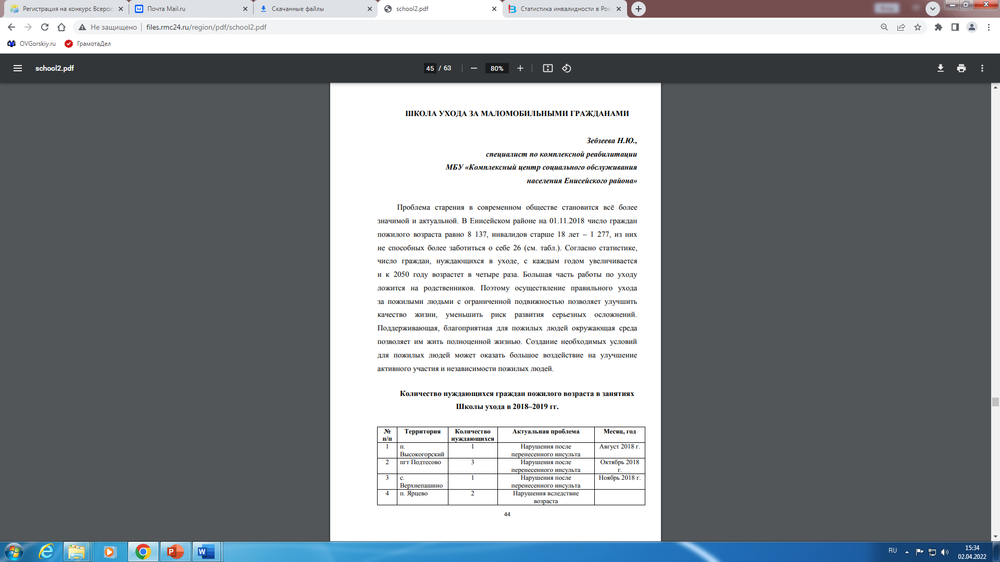 Регистрация на конкурс Всерос
Почта Mail.ru
Скачанные файлы
school2.pdf
Статистика инвалидности в Рос
Не защищено
files.rmc24.ru/region/pdf/school2.pdf
OVGorskiy.ru
ГрамотаДел
school2.pdf
45 / 63
80%
ШКОЛА УХОДА ЗА МАЛОМОБИЛЬНЫМИ ГРАЖДАНАМИ
Зебзеева Н.Ю.,
специалист по комплексной реабилитации
МБУ «Комплексный центр социального обслуживания
населения Енисейского района»
Проблема старения в современном обществе становится всё более
значимой и актуальной. В Енисейском районе на 01.11.2018 число граждан
пожилого возраста равно 8 137, инвалидов старше 18 лет – 1 277, из них
не способных более заботиться о себе 26 (см. табл.). Согласно статистике,
число граждан, нуждающихся в уходе, с каждым годом увеличивается
и к 2050 году возрастет в четыре раза. Большая часть работы по уходу
ложится на родственников. Поэтому осуществление правильного ухода
за пожилыми людьми с ограниченной подвижностью позволяет улучшить
качество жизни, уменьшить риск развития серьезных осложнений.
Поддерживающая, благоприятная для пожилых людей окружающая среда
позволяет им жить полноценной жизнью. Создание необходимых условий
для пожилых людей может оказать большое воздействие на улучшение
активного участия и независимости пожилых людей.
Количество нуждающихся граждан пожилого возраста в занятиях
Школы ухода в 2018–2019 гг.
№ п/п Территория Количество нуждающихся Актуальная проблема Месяц, год
1 п. Высокогорский 1 Нарушения после перенесенного инсульта Август 2018 г.
2 пгт Подтесово 3 Нарушения после перенесенного инсульта Октябрь 2018 г.
3 с. Верхнепашино 1 Нарушения после перенесенного инсульта Ноябрь 2018 г.
4 п. Ярцево 2 Нарушения вследствие возраста
44
RU
15:34
02.04.2022